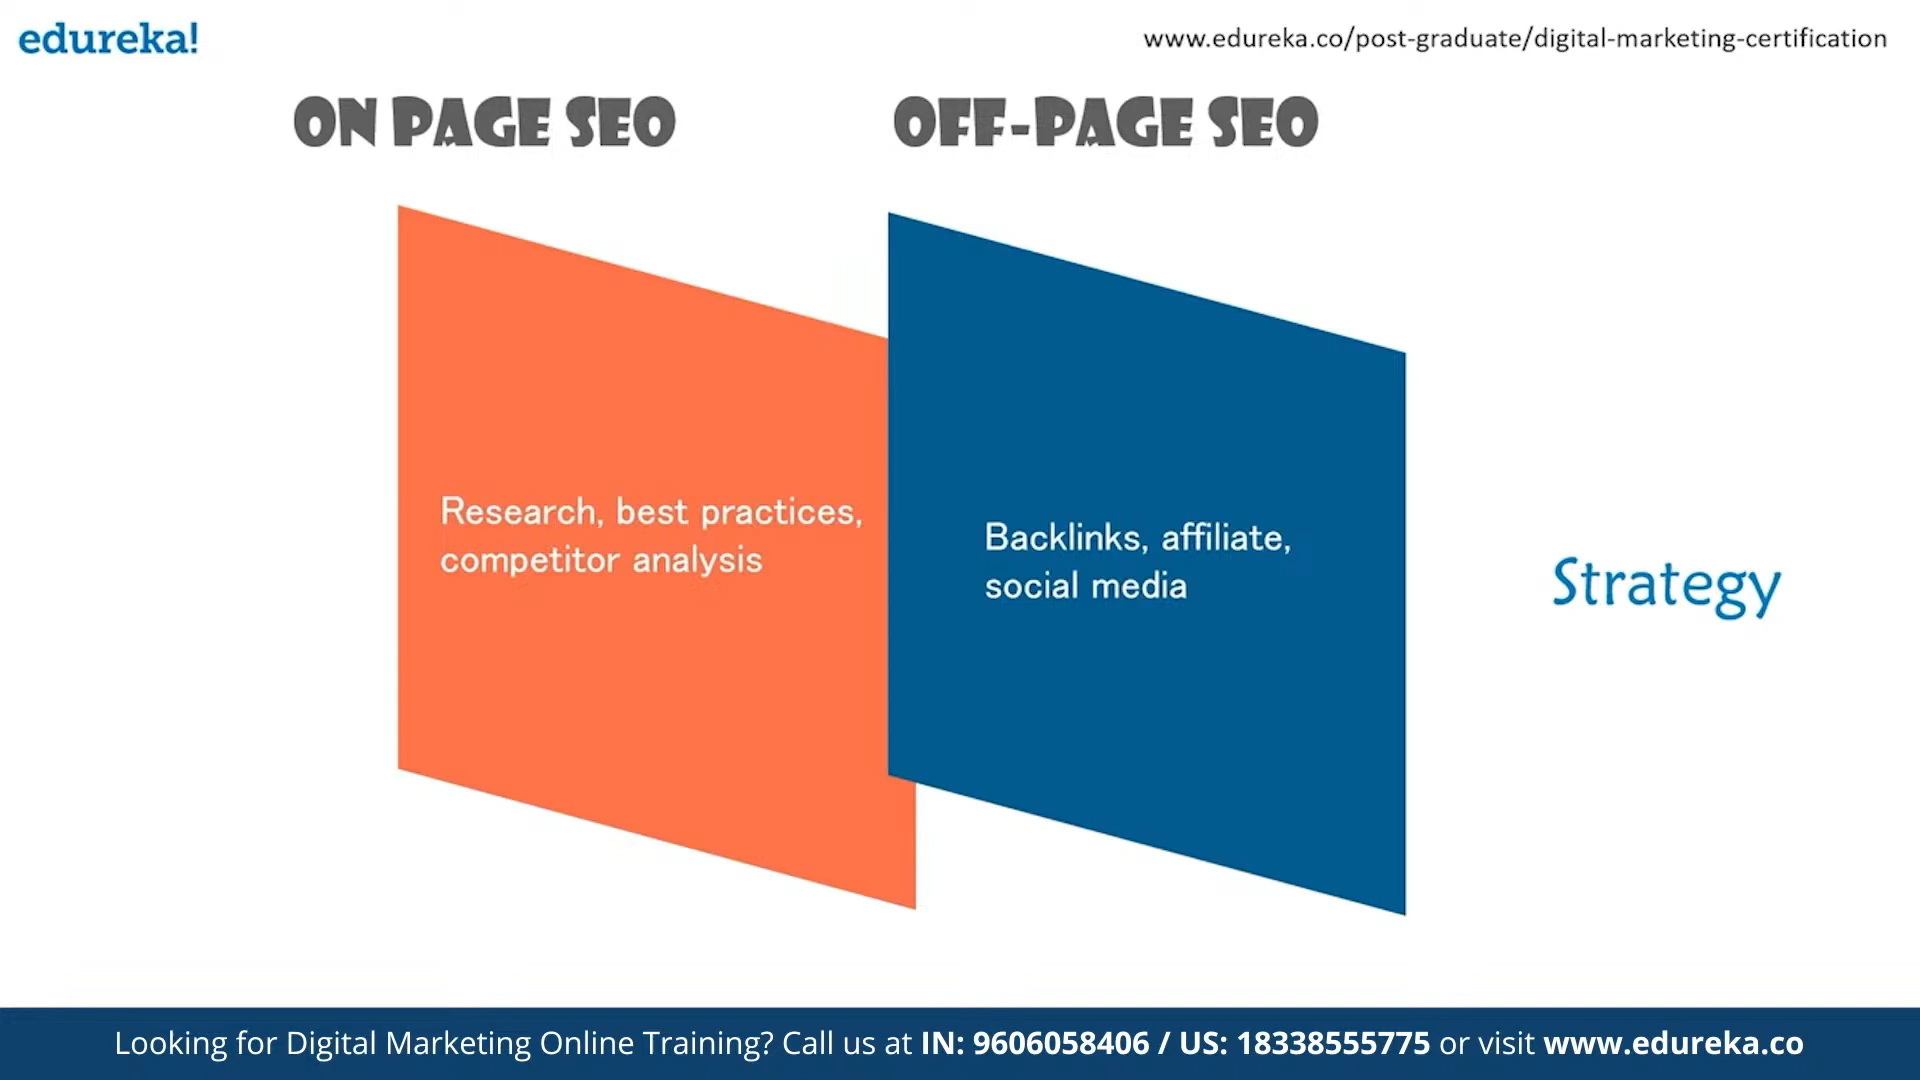 edureka!
www.edureka.co/post-graduate/digital-marketing-certification
ON PAGE SEO
OFF-PAGE SEO
Research, best practices,
competitor analysis
Backlinks, affiliate,
social media
Strategy
Looking for Digital Marketing Online Training? Call us at IN: 9606058406 / US: 18338555775 or visit www.edureka.co